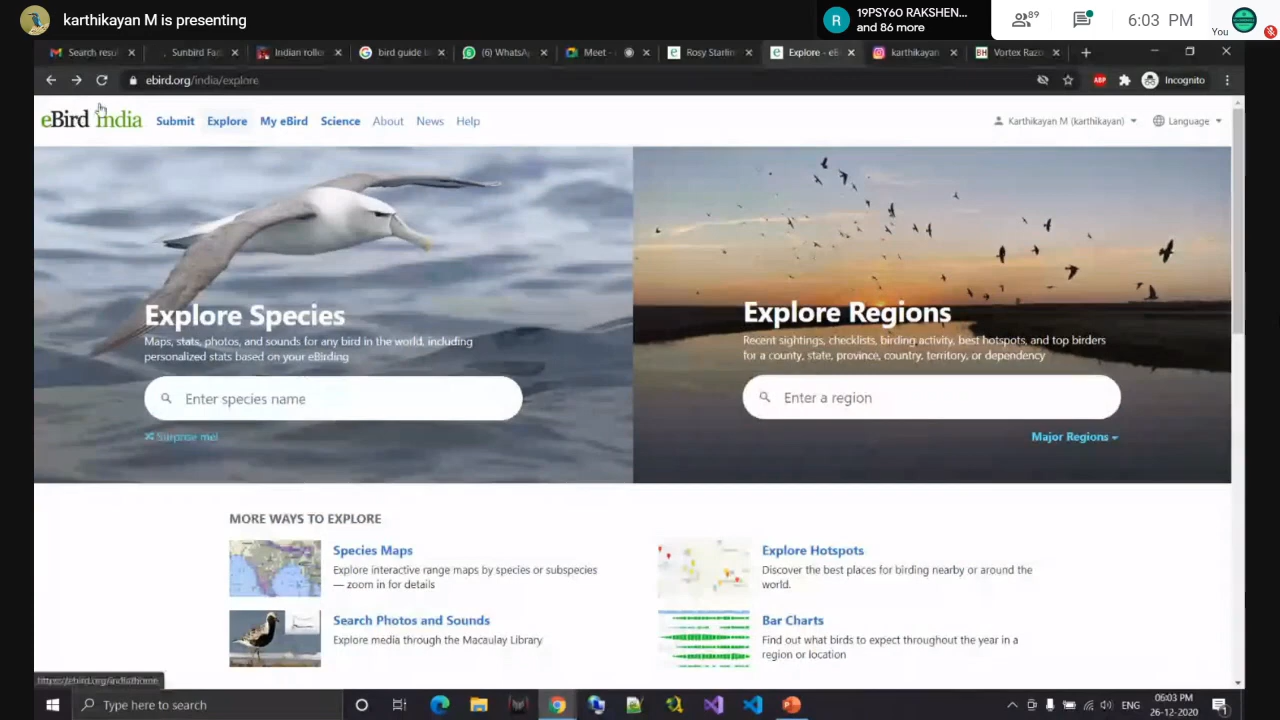 karthikayan M is presenting
19PSY60 RAKSHEN...
and 86 more
R
89
6:03 PM
You
Search resu
Sunbird Fa
Indian roller
bird guide
(6) WhatsA
Meet -
Rosy Starlin
Explore - eB
karthikayan
Vortex Razo
ebird.org/india/explore
ABP
Incognito
eBird India
Submit
Explore
My eBird
Science
About
News
Help
Karthikayan M (karthikayan)
Language
Explore Species
Maps, stats, photos, and sounds for any bird in the world, including
personalized stats based on your eBirding
Enter species name
Surprise me!
Explore Regions
Recent sightings, checklists, birding activity, best hotspots, and top birders
for a county, state, province, country, territory, or dependency
Enter a region
Major Regions
MORE WAYS TO EXPLORE
Species Maps
Explore interactive range maps by species or subspecies
— zoom in for details
Explore Hotspots
Discover the best places for birding nearby or around the
world.
Search Photos and Sounds
Explore media through the Macaulay Library
Bar Charts
Find out what birds to expect throughout the year in a
region or location
https://ebird.org/india/home
Type here to search
ENG
06:03 PM
26-12-2020
1